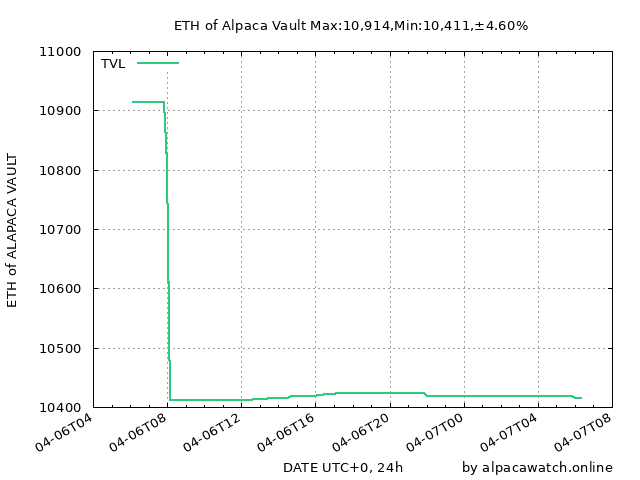 ETH of Alpaca Vault Max:10,914,Min:10,411,±4.60%
TVL
11000
10900
10800
10700
10600
10500
10400
ETH of ALAPACA VAULT
04-06T04
04-06T08
04-06T12
04-06T16
04-06T20
04-07T00
04-07T04
04-07T08
DATE UTC+0, 24h
by alpacawatch.online